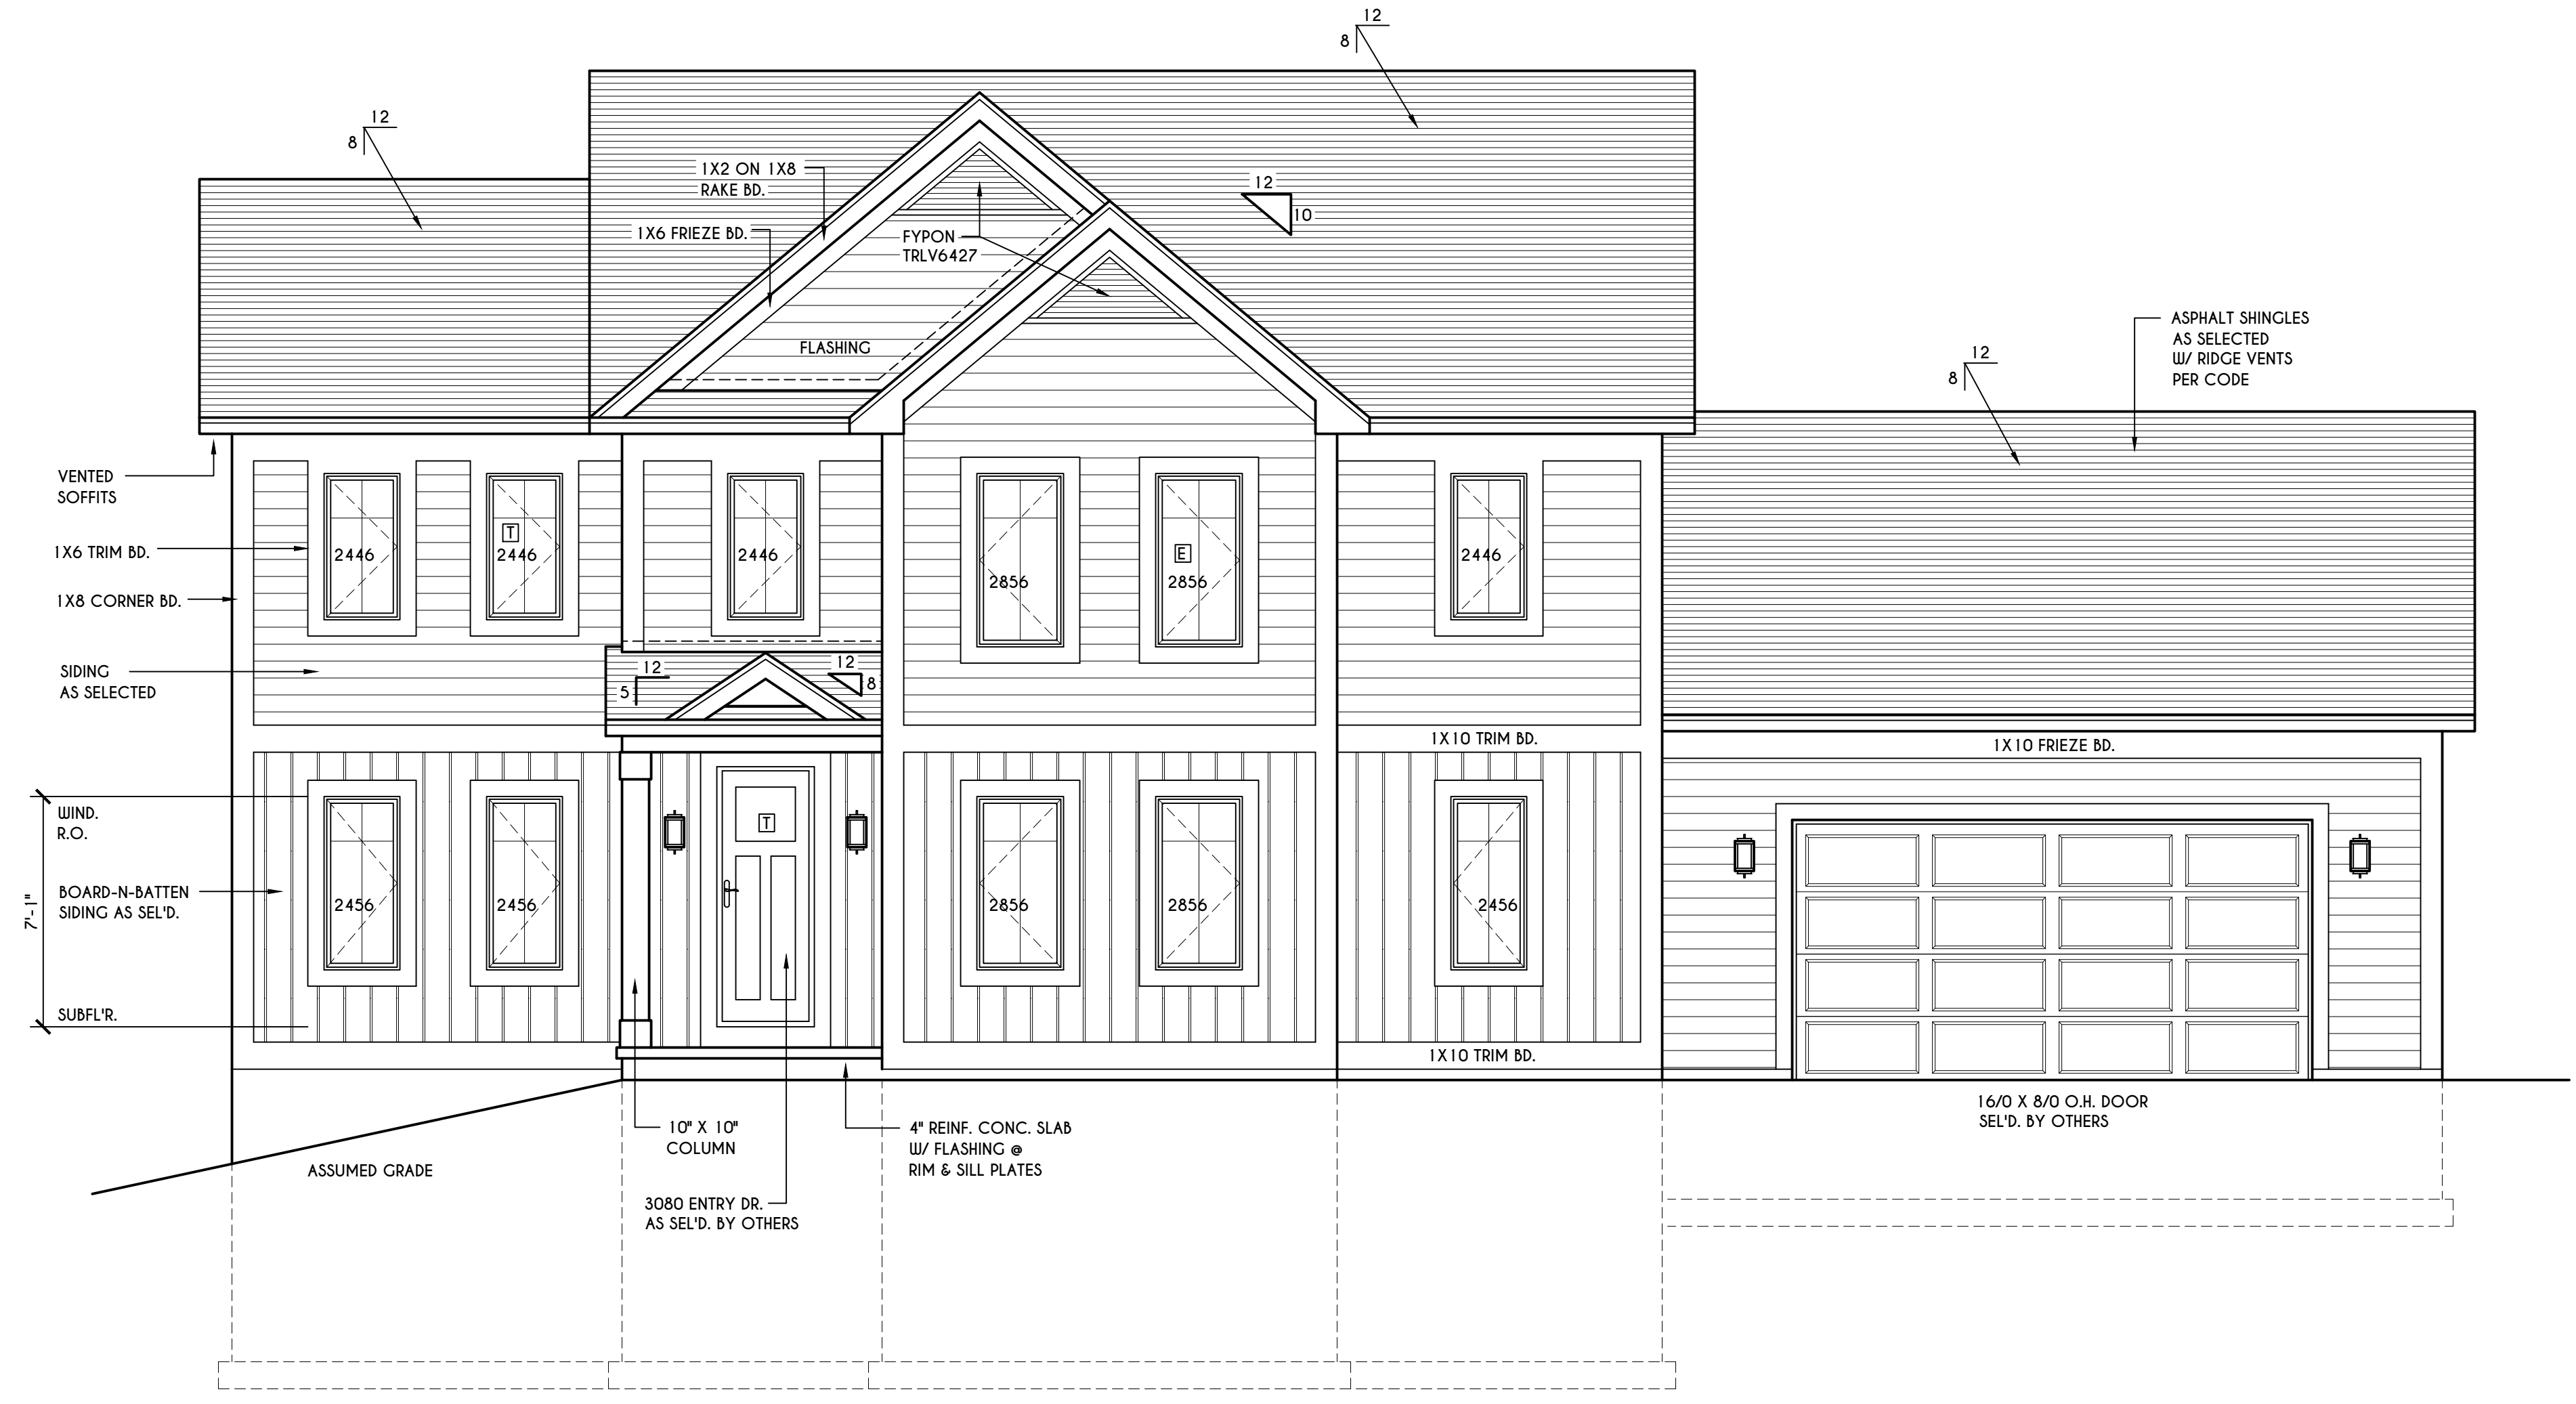 12
8
12
8
1X2 ON 1X8
RAKE BD.
12
10
1X6 FRIEZE BD.
FYPON
TRLV6427
FLASHING
ASPHALT SHINGLES
AS SELECTED
W/ RIDGE VENTS
PER CODE
12
8
VENTED
SOFFITS
1X6 TRIM BD.
2446
T
2446
2446
2856
E
2856
2446
1X8 CORNER BD.
SIDING
AS SELECTED
12
5
12
8
1X10 TRIM BD.
1X10 FRIEZE BD.
WIND.
R.O.
T
7'-1"
BOARD-N-BATTEN
SIDING AS SEL'D.
2456
2456
2856
2856
2456
SUBFL'R.
1X10 TRIM BD.
16/0 X 8/0 O.H. DOOR
SEL'D. BY OTHERS
10" X 10"
COLUMN
4" REINF. CONC. SLAB
W/ FLASHING @
RIM & SILL PLATES
ASSUMED GRADE
3080 ENTRY DR.
AS SEL'D. BY OTHERS